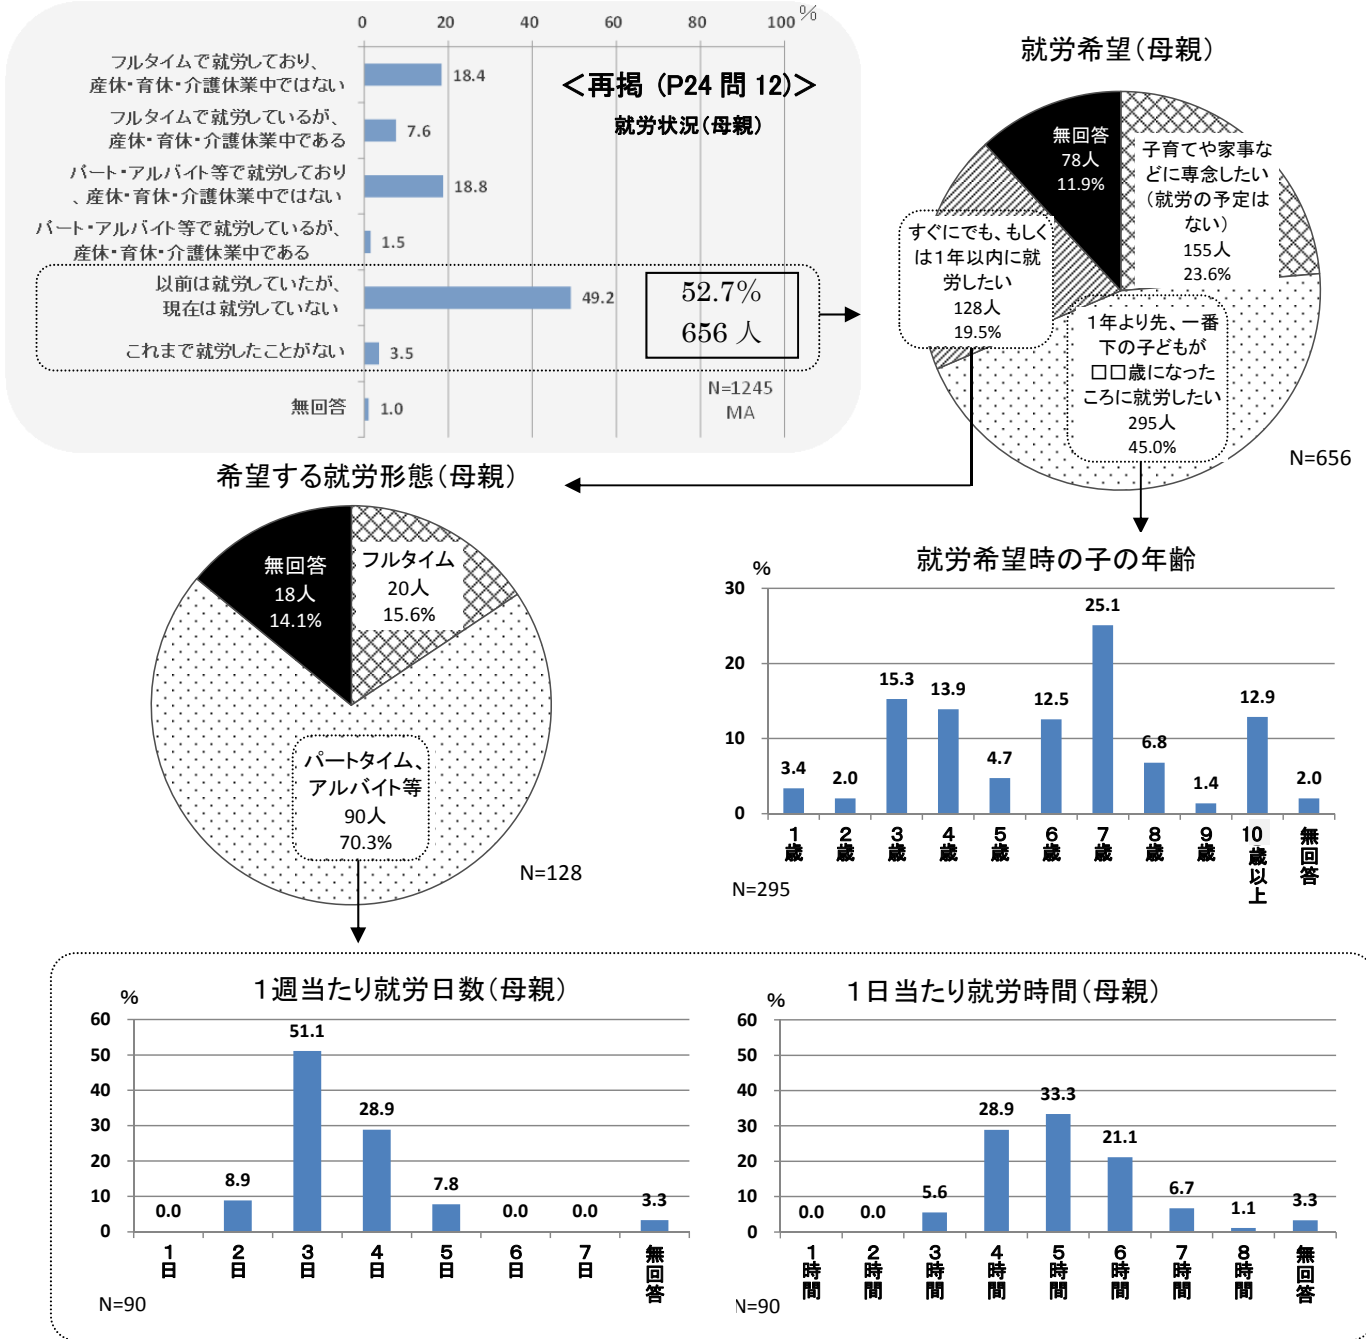 0 20 40 60 80 100 %
フルタイムで就労しており、
産休・育休・介護休業中ではない
18.4
フルタイムで就労しているが、
産休・育休・介護休業中である
7.6
パート・アルバイト等で就労しており
、産休・育休・介護休業中ではない
18.8
パート・アルバイト等で就労しているが、
産休・育休・介護休業中である
1.5
以前は就労していたが、
現在は就労していない
49.2
これまで就労したことがない
3.5
無回答
1.0
＜再掲（P24 問 12）＞
就労状況（母親）
52.7%
656 人
N=1245
MA
就労希望（母親）
無回答
78人
11.9%
子育てや家事な
どに専念したい
（就労の予定は
ない）
155人
23.6%
すぐにでも、もしく
は１年以内に就
労したい
128人
19.5%
１年より先、一番
下の子どもが
□□歳になった
ころに就労したい
295人
45.0%
N=656
希望する就労形態（母親）
無回答
18人
14.1%
フルタイム
20人
15.6%
パートタイム、
アルバイト等
90人
70.3%
N=128
就労希望時の子の年齢
%
30
20
10
0
3.4
2.0
15.3
13.9
4.7
12.5
25.1
6.8
1.4
12.9
2.0
１歳
２歳
３歳
４歳
５歳
６歳
７歳
８歳
９歳
10歳以上
無回答
N=295
１週当たり就労日数（母親）
%
60
50
40
30
20
10
0
0.0
8.9
51.1
28.9
7.8
0.0
0.0
3.3
１日
２日
３日
４日
５日
６日
７日
無回答
N=90
１日当たり就労時間（母親）
%
60
50
40
30
20
10
0
0.0
0.0
5.6
28.9
33.3
21.1
6.7
1.1
3.3
１時間
２時間
３時間
４時間
５時間
６時間
７時間
８時間
無回答
N=90